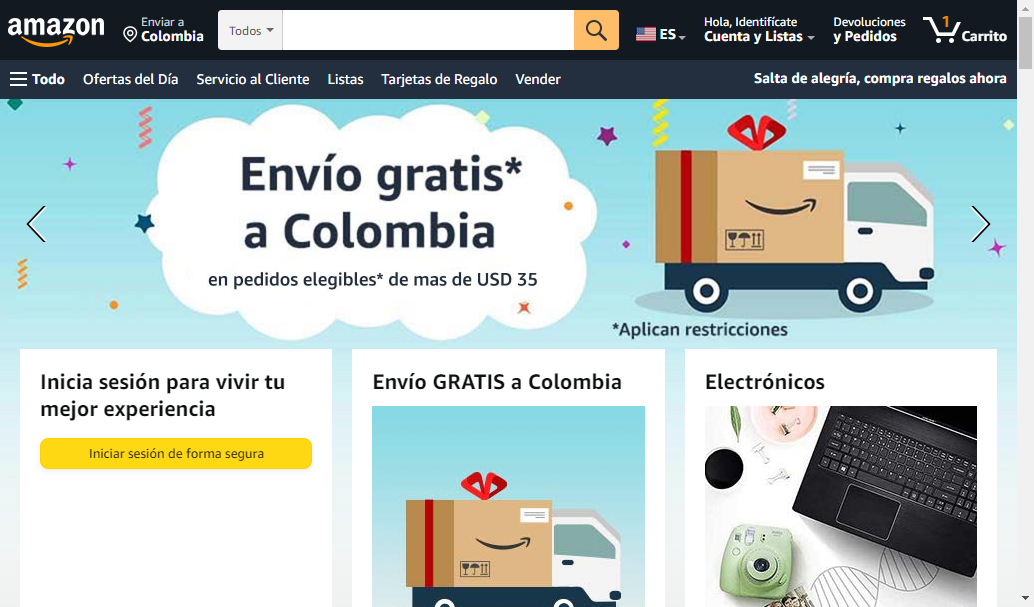 amazon
Enviar a
Colombia
Todos
ES
Hola, Identifícate
Cuenta y Listas
Devoluciones
y Pedidos
1
Carrito
Todo
Ofertas del Día
Servicio al Cliente
Listas
Tarjetas de Regalo
Vender
Salta de alegría, compra regalos ahora
Envío gratis*
a Colombia
en pedidos elegibles* de mas de USD 35
*Aplican restricciones
Inicia sesión para vivir tu
mejor experiencia
Iniciar sesión de forma segura
Envío GRATIS a Colombia
Electrónicos